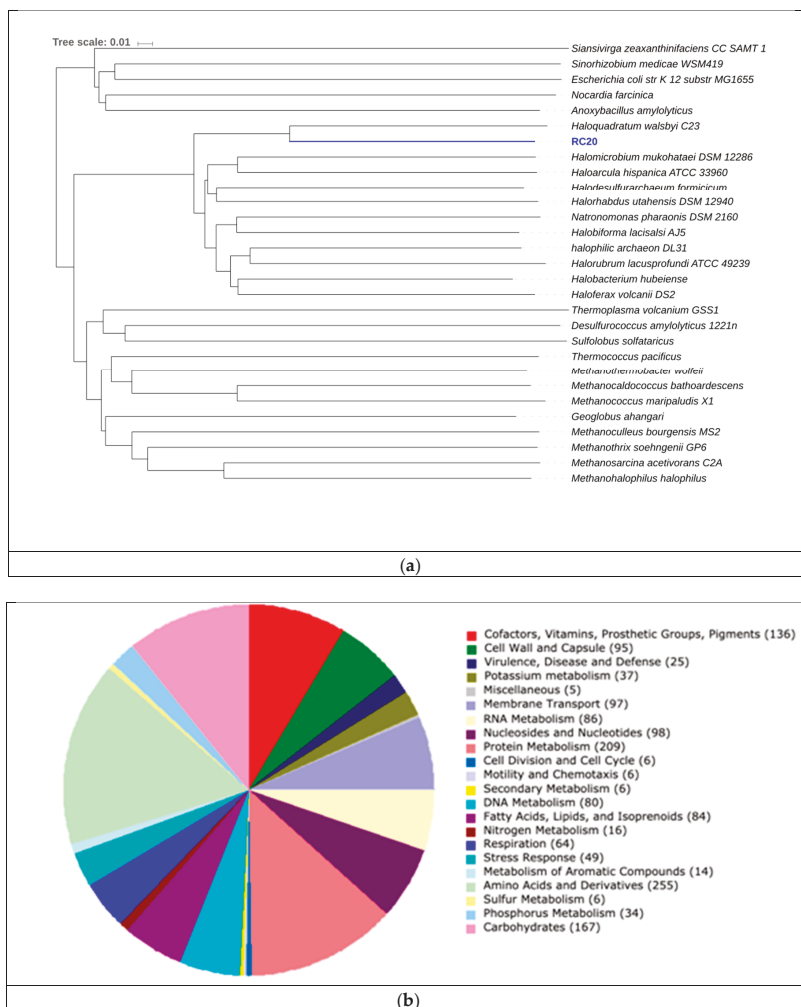 Tree scale: 0.01
Siansivirga zeaxanthinifaciens CC SAMT 1
Sinorhizobium medicae WSM419
Escherichia coli str K 12 substr MG1655
Nocardia farcinica
Anoxybacillus amylolyticus
Haloquadratum walsbyi C23
RC20
Halomicrobium mukohataei DSM 12286
Haloarcula hispanica ATCC 33960
Halodesulfurarchaeum formicicum
Halorhabdus utahensis DSM 12940
Natronomonas pharaonis DSM 2160
Halobiforma lacisalsi AJ5
halophilic archaeon DL31
Halorubrum lacusprofundi ATCC 49239
Halobacterium hubeiense
Haloferax volcanii DS2
Thermoplasma volcanium GSS1
Desulfurococcus amylolyticus 1221n
Sulfolobus solfataricus
Thermococcus pacificus
Methanothermobacter wolfeii
Methanocaldococcus bathoardescens
Methanococcus maripaludis X1
Geoglobus ahangari
Methanoculleus bourgensis MS2
Methanothrix soehngenii GP6
Methanosarcina acetivorans C2A
Methanohalophilus halophilus
(a)
Cofactors, Vitamins, Prosthetic Groups, Pigments (136)
Cell Wall and Capsule (95)
Virulence, Disease and Defense (25)
Potassium metabolism (37)
Miscellaneous (5)
Membrane Transport (97)
RNA Metabolism (86)
Nucleosides and Nucleotides (98)
Protein Metabolism (209)
Cell Division and Cell Cycle (6)
Motility and Chemotaxis (6)
Secondary Metabolism (6)
DNA Metabolism (80)
Fatty Acids, Lipids, and Isoprenoids (84)
Nitrogen Metabolism (16)
Respiration (64)
Stress Response (49)
Metabolism of Aromatic Compounds (14)
Amino Acids and Derivatives (255)
Sulfur Metabolism (6)
Phosphorus Metabolism (34)
Carbohydrates (167)
(b)